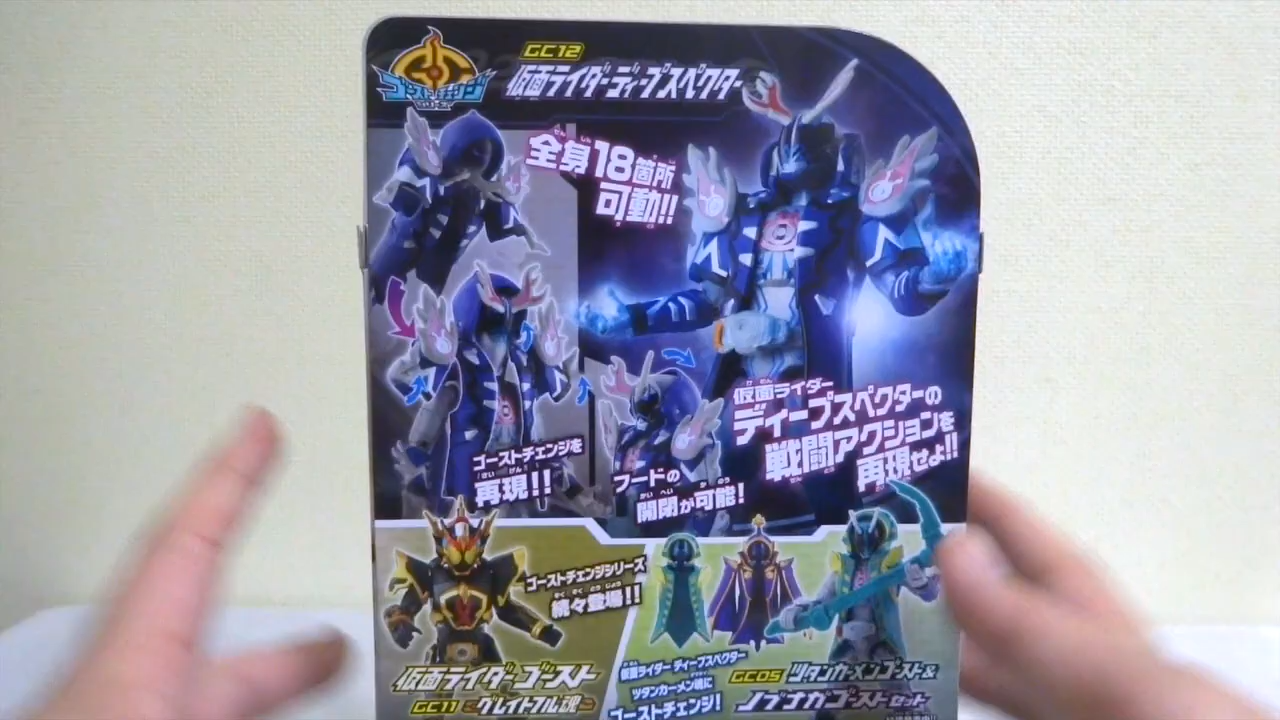 ゴーストチェンジ
シリーズ
GC12
仮面ライダーディープスペクター
全身18箇所
可動!!
ゴーストチェンジを
再現!!
フードの
開閉が可能!
仮面ライダー
ディープスペクターの
戦闘アクションを
再現せよ!!
ゴーストチェンジシリーズ
続々登場!!
仮面ライダーゴースト
GC11 グレイトフル魂
仮面ライダー ディープスペクター
ツタンカーメン魂に
ゴーストチェンジ!
GC05 ツタンカーメンゴースト&
ノブナガゴーストセット